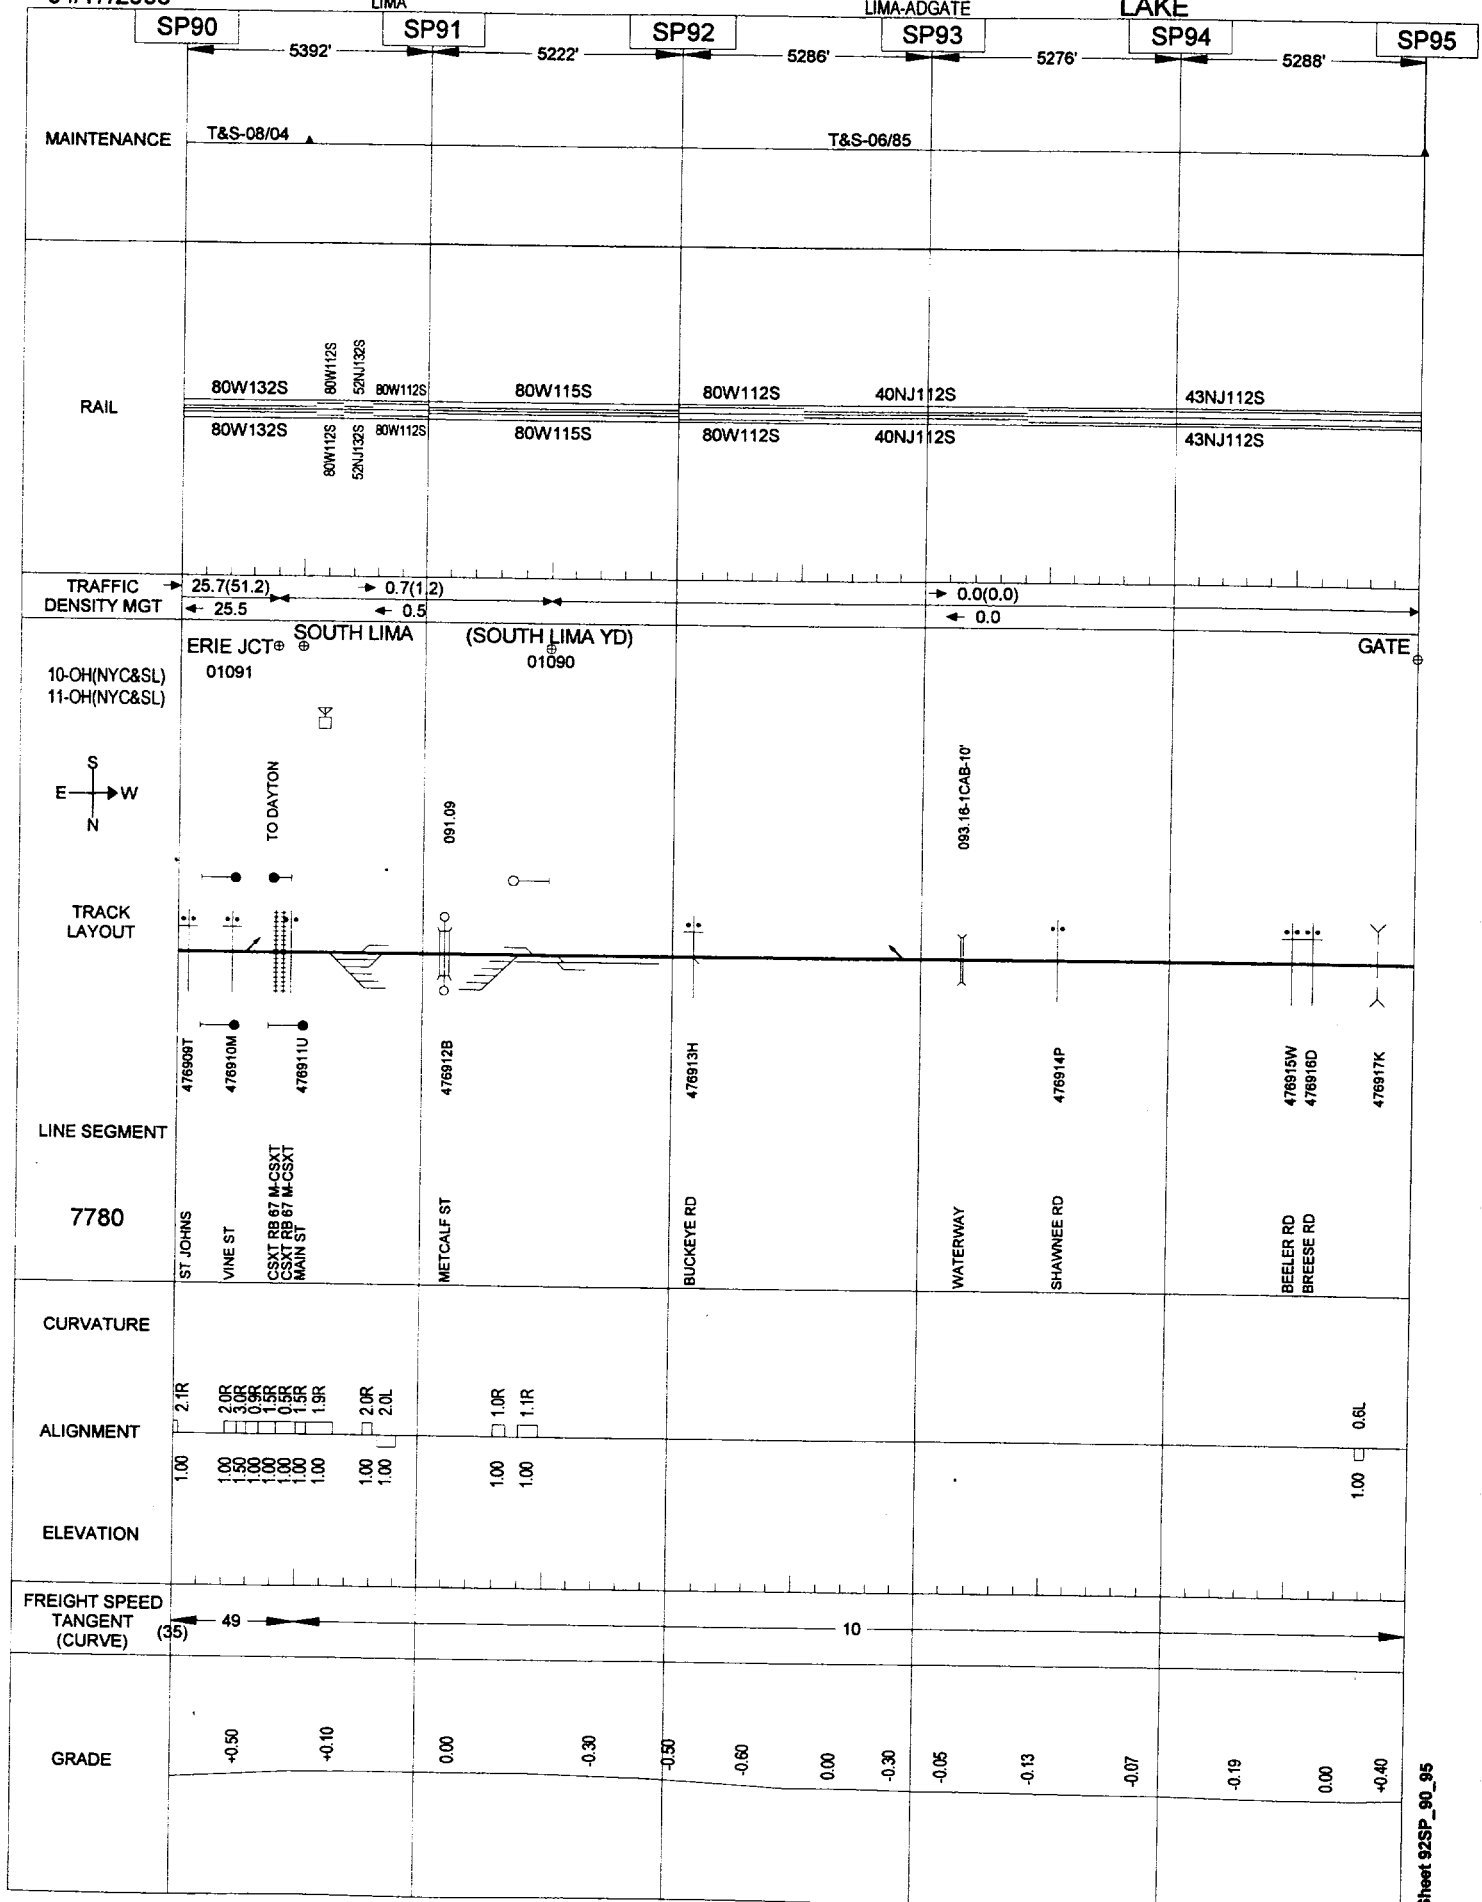 LIMA
LIMA-ADGATE
LAKE
SP90
SP91
SP92
SP93
SP94
SP95
5392'
5222'
5286'
5276'
5288'
MAINTENANCE
T&S-08/04
T&S-06/85
RAIL
80W132S
80W112S
52NJ132S
80W112S
80W115S
80W112S
40NJ112S
43NJ112S
80W132S
80W112S
52NJ132S
80W112S
80W115S
80W112S
40NJ112S
43NJ112S
TRAFFIC
DENSITY MGT
25.7(51.2)
25.5
0.7(1.2)
0.5
0.0(0.0)
0.0
ERIE JCT
01091
SOUTH LIMA
(SOUTH LIMA YD)
01090
GATE
10-OH(NYC&SL)
11-OH(NYC&SL)
S
E W
N
TO DAYTON
091.09
093.16-1CAB-10'
TRACK
LAYOUT
476909T
476910M
476911U
476912B
476913H
476914P
476915W
476916D
476917K
LINE SEGMENT
7780
ST JOHNS
VINE ST
CSXT RB 67 M-CSXT
CSXT RB 67 M-CSXT
MAIN ST
METCALF ST
BUCKEYE RD
WATERWAY
SHAWNEE RD
BEELER RD
BREESE RD
CURVATURE
2.1R
2.0R
3.0R
0.9R
1.5R
0.5R
1.5R
1.9R
2.0R
2.0L
1.0R
1.1R
0.6L
ALIGNMENT
1.00
1.00
1.50
1.00
1.00
1.00
1.00
1.00
1.00
1.00
1.00
1.00
1.00
ELEVATION
FREIGHT SPEED
TANGENT
(CURVE)
(35)
49
10
GRADE
+0.50
+0.10
0.00
-0.30
-0.50
-0.60
0.00
-0.30
-0.05
-0.13
-0.07
-0.19
0.00
+0.40
Sheet 92SP_90_95